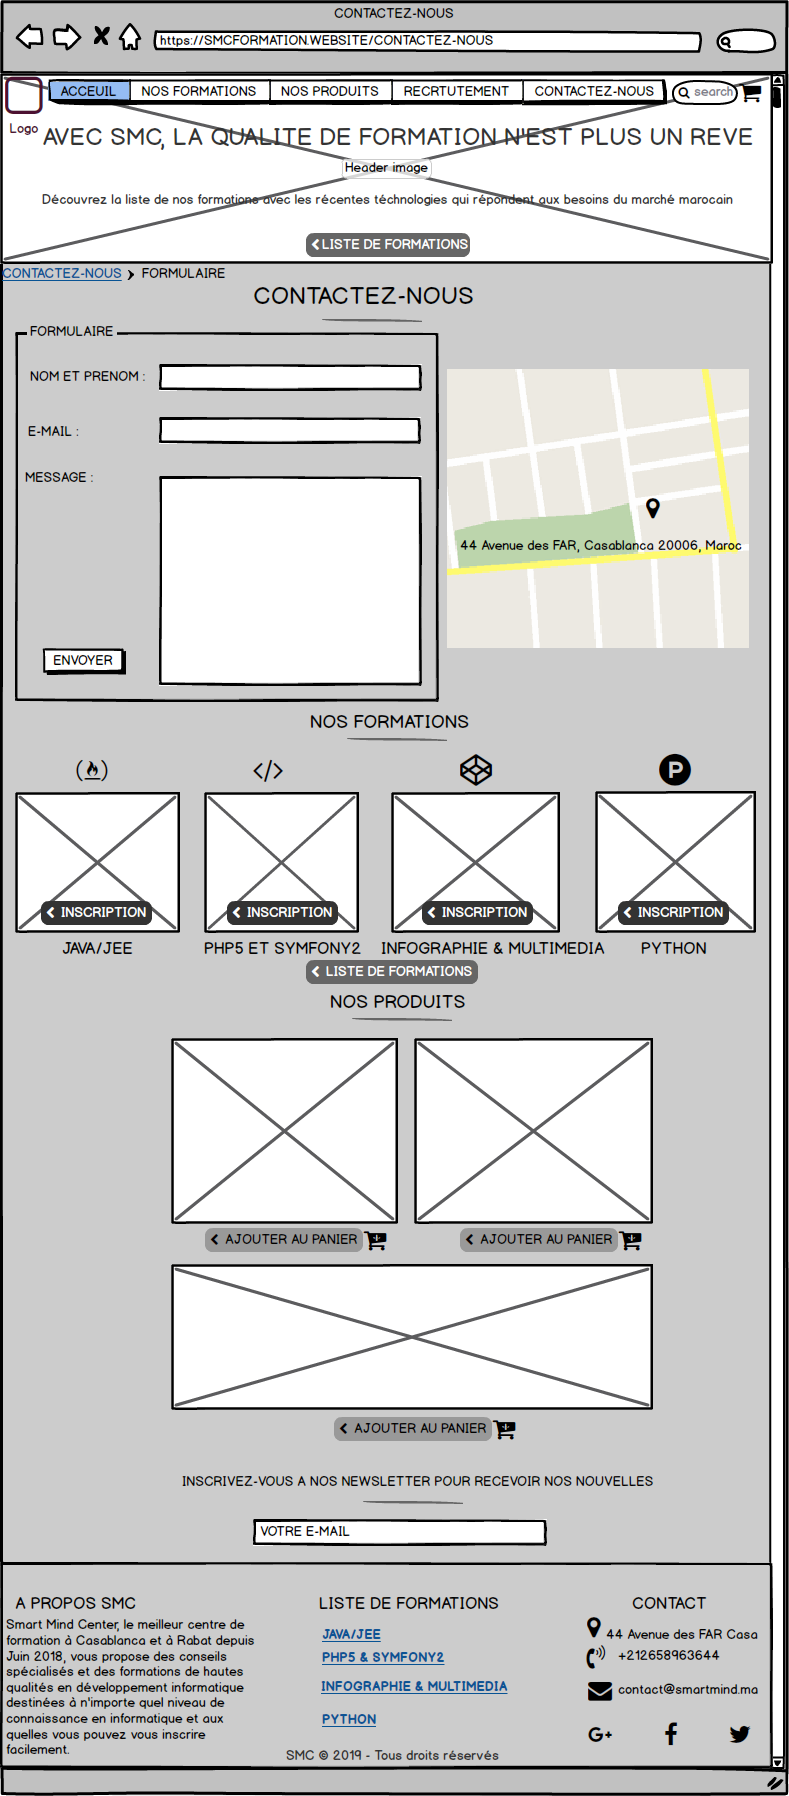 CONTACTEZ-NOUS
https://SMCFORMATION.WEBSITE/CONTACTEZ-NOUS
ACCEUIL NOS FORMATIONS NOS PRODUITS RECRTUTEMENT CONTACTEZ-NOUS search
Logo
AVEC SMC, LA QUALITE DE FORMATION N'EST PLUS UN REVE
Header image
Découvrez la liste de nos formations avec les récentes téchnologies qui répondent aux besoins du marché marocain
LISTE DE FORMATIONS
CONTACTEZ-NOUS FORMULAIRE
CONTACTEZ-NOUS
FORMULAIRE
NOM ET PRENOM :
E-MAIL :
MESSAGE :
44 Avenue des FAR, Casablanca 20006, Maroc
ENVOYER
NOS FORMATIONS
P
INSCRIPTION INSCRIPTION INSCRIPTION INSCRIPTION
JAVA/JEE PHP5 ET SYMFONY2 INFOGRAPHIE & MULTIMEDIA PYTHON
LISTE DE FORMATIONS
NOS PRODUITS
AJOUTER AU PANIER AJOUTER AU PANIER
AJOUTER AU PANIER
INSCRIVEZ-VOUS A NOS NEWSLETTER POUR RECEVOIR NOS NOUVELLES
VOTRE E-MAIL
A PROPOS SMC
Smart Mind Center, le meilleur centre de
formation à Casablanca et à Rabat depuis
Juin 2018, vous propose des conseils
spécialisés et des formations de hautes
qualités en développement informatique
destinées à n'importe quel niveau de
connaissance en informatique et aux
quelles vous pouvez vous inscrire
facilement.
LISTE DE FORMATIONS
JAVA/JEE
PHP5 & SYMFONY2
INFOGRAPHIE & MULTIMEDIA
PYTHON
CONTACT
44 Avenue des FAR Casa
+212658963644
contact@smartmind.ma
G+
SMC © 2019 - Tous droits réservés